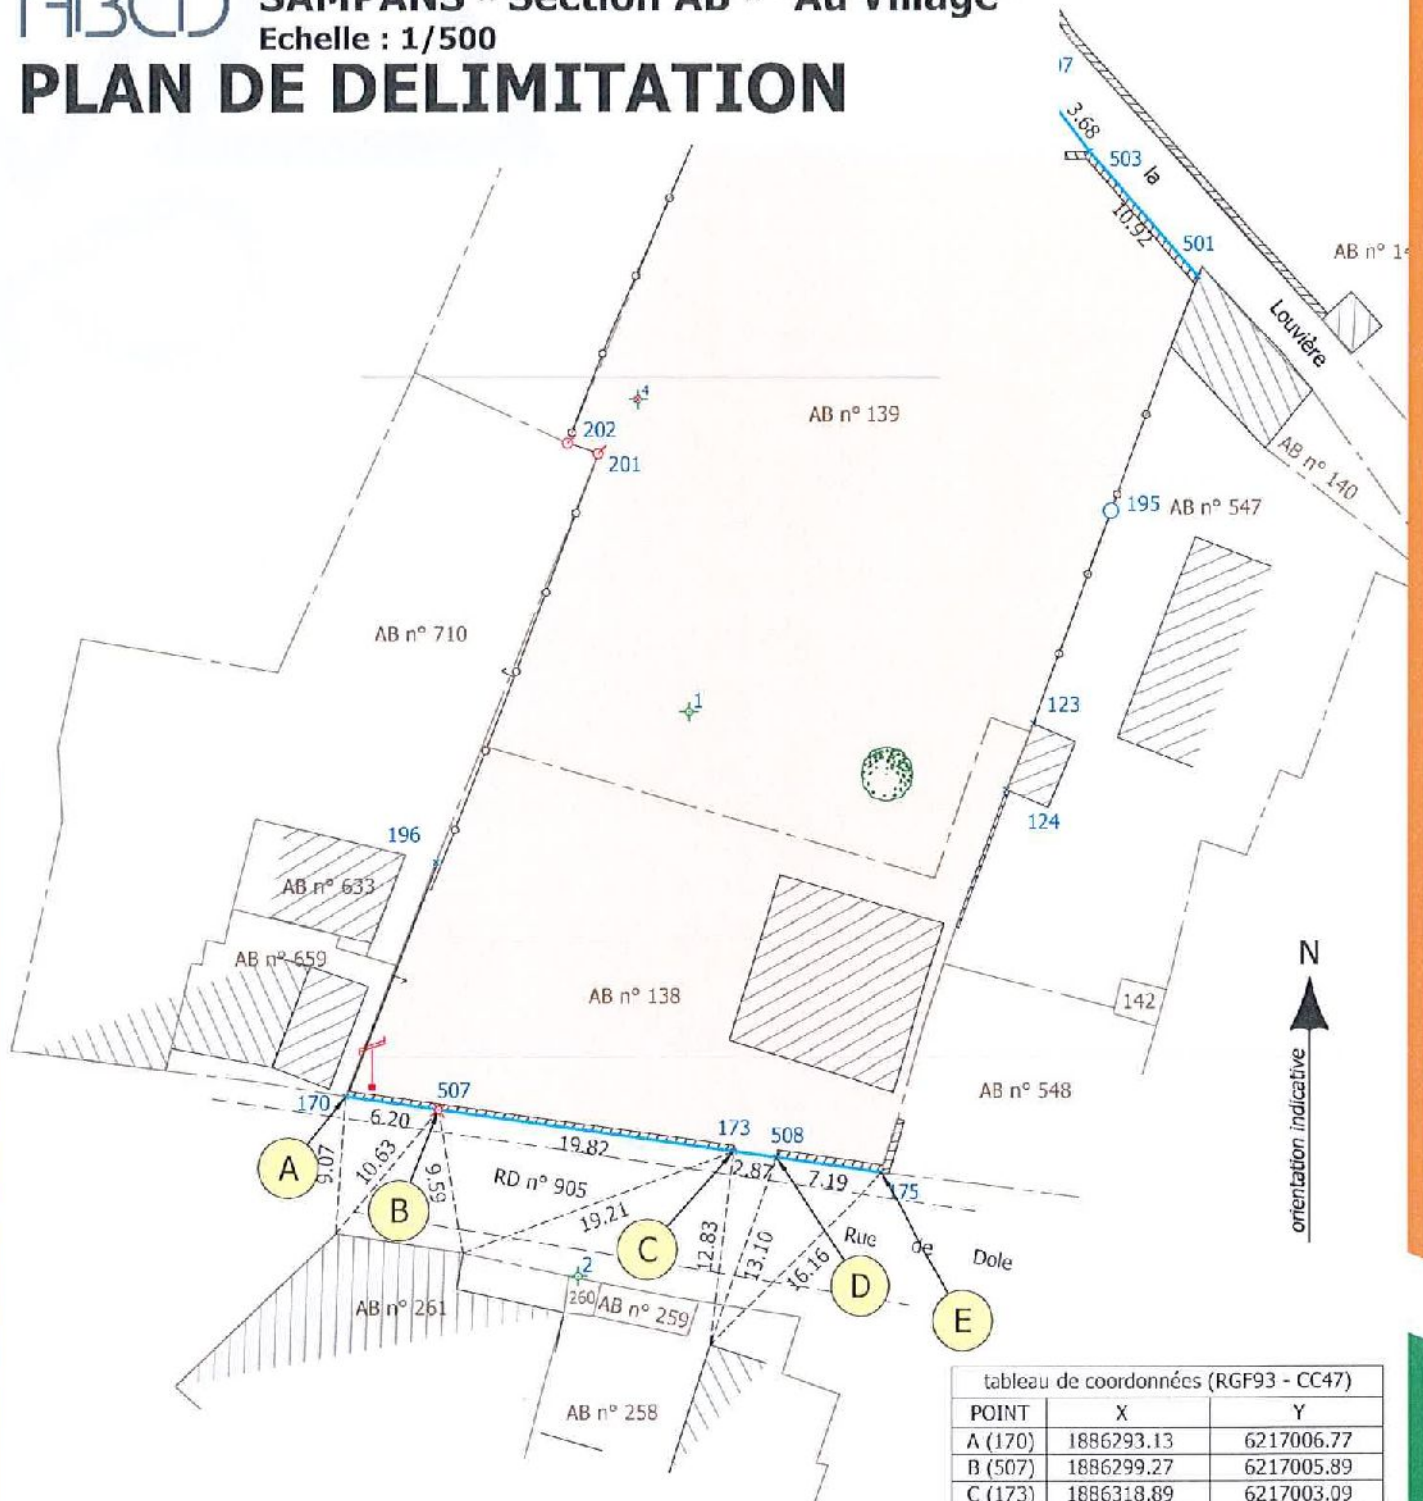 ABCD
SAMPANS - Section AB - "Au Village"
Echelle : 1/500
PLAN DE DELIMITATION
3.68
503
la
10.92
501
Louvière
4
AB n° 139
202
201
AB n° 140
195
AB n° 547
AB n° 710
1
123
124
196
AB n° 633
AB n° 659
AB n° 138
142
N
orientation indicative
AB n° 548
170
507
6.20
173
508
19.82
2.87
7.19
175
A
9.07
10.63
B
9.59
RD n° 905
19.21
C
12.83
13.10
16.16
Rue de Dole
D
E
2
AB n° 261
260
AB n° 259
AB n° 258
tableau de coordonnées (RGF93 - CC47)
POINT X Y
A (170) 1886293.13 6217006.77
B (507) 1886299.27 6217005.89
C (173) 1886318.89 6217003.09